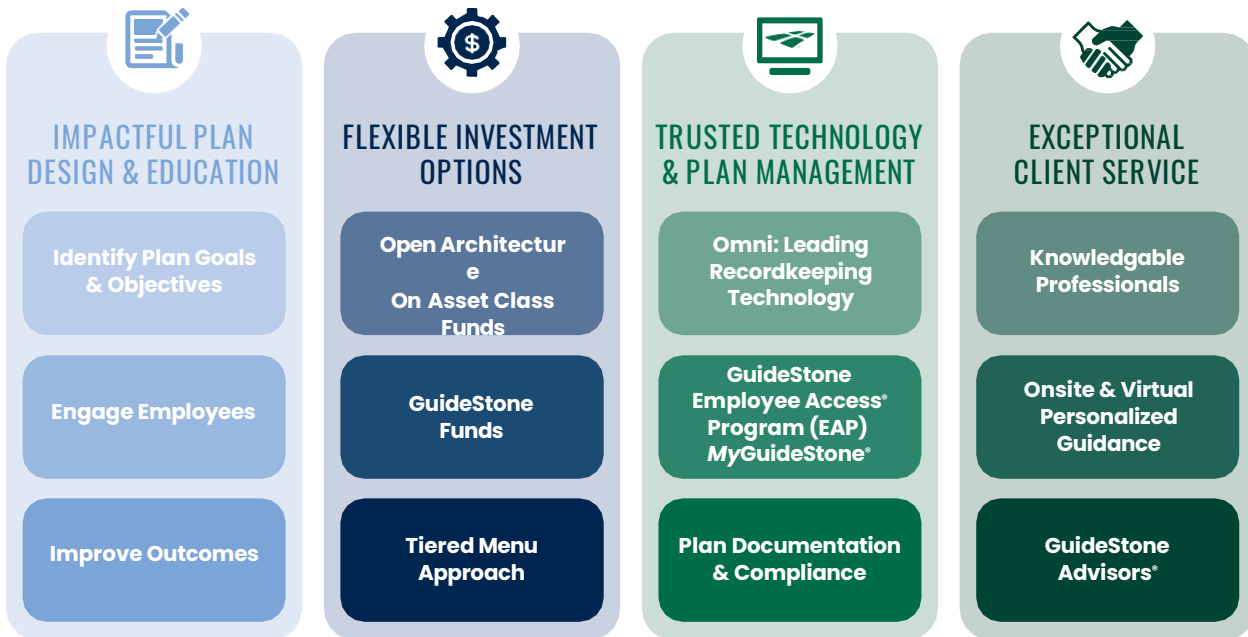 IMPACTFUL PLAN
DESIGN & EDUCATION
Identify Plan Goals
& Objectives
Engage Employees
Improve Outcomes
$
FLEXIBLE INVESTMENT
OPTIONS
Open Architectur
e
On Asset Class
Funds
GuideStone
Funds
Tiered Menu
Approach
TRUSTED TECHNOLOGY
& PLAN MANAGEMENT
Omni: Leading
Recordkeeping
Technology
GuideStone
Employee Access®
Program (EAP)
MyGuideStone®
Plan Documentation
& Compliance
EXCEPTIONAL
CLIENT SERVICE
Knowledgable
Professionals
Onsite & Virtual
Personalized
Guidance
GuideStone
Advisors®